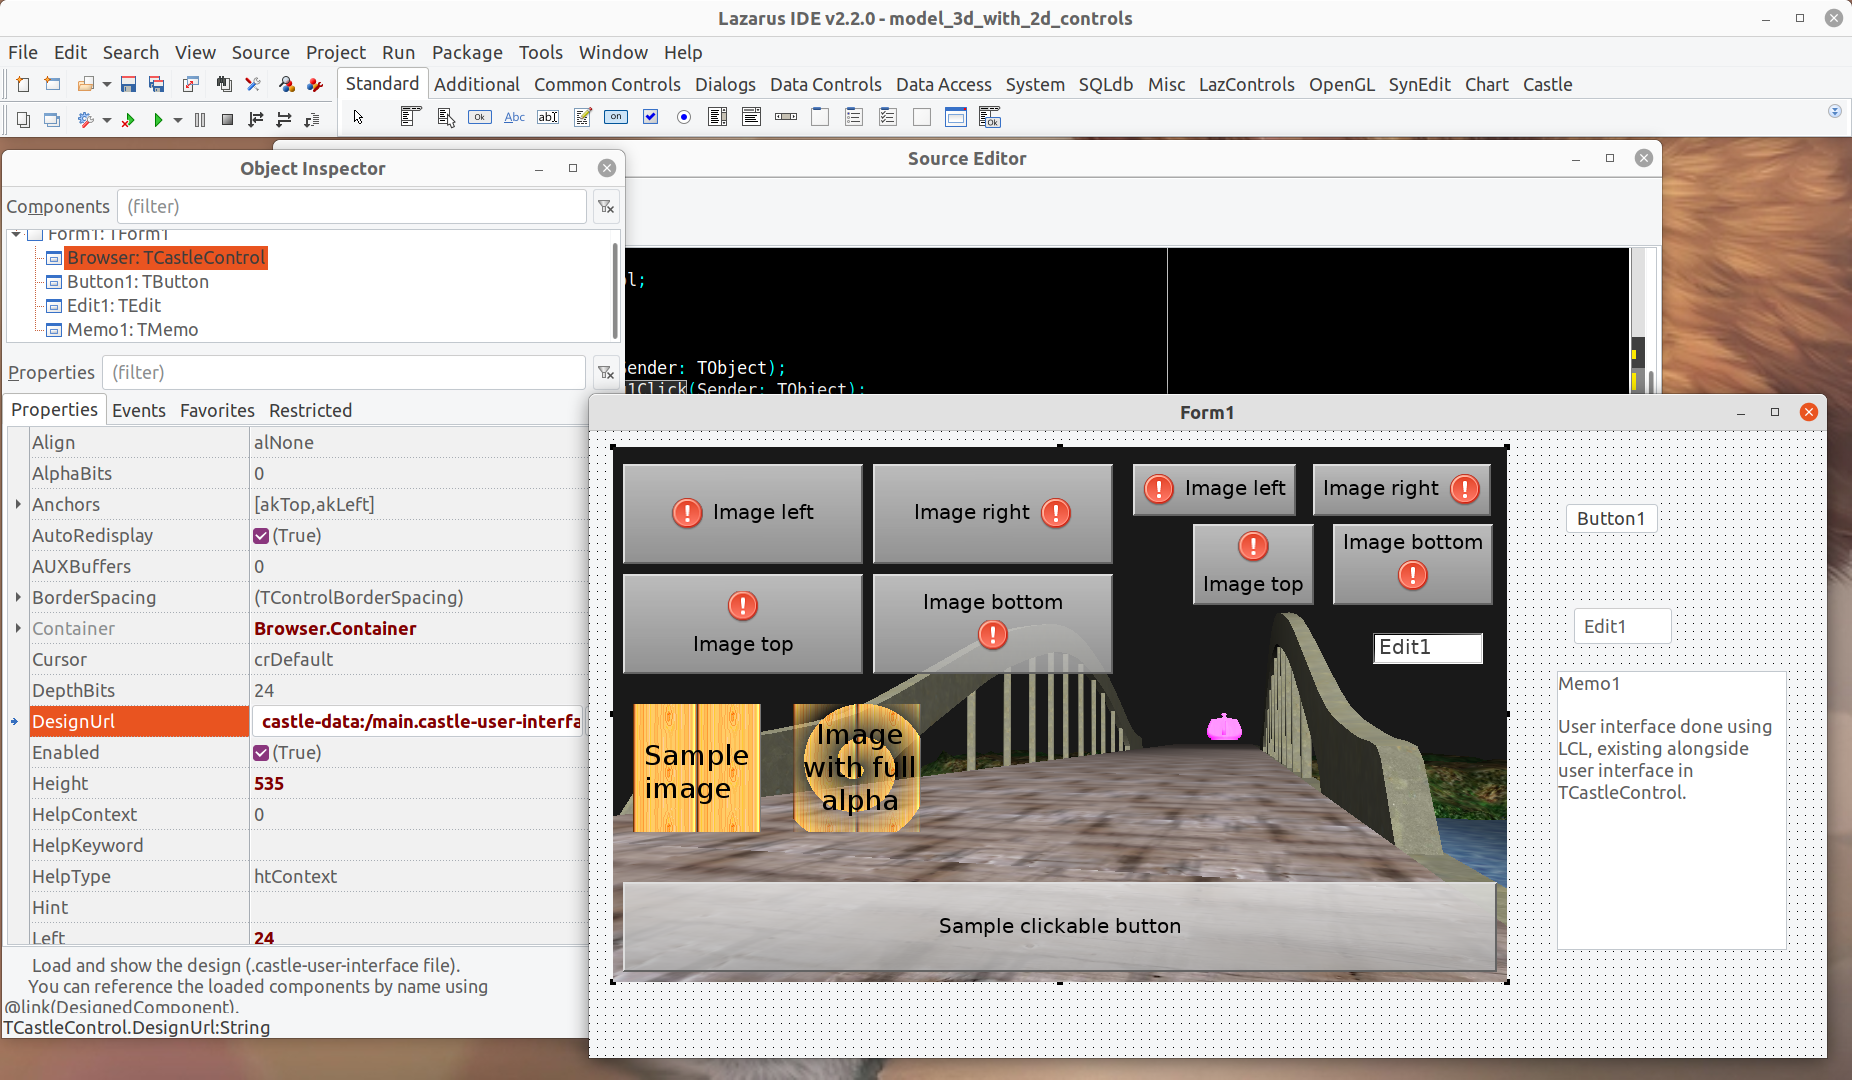 Lazarus IDE v2.2.0 - model_3d_with_2d_controls
File Edit Search View Source Project Run Package Tools Window Help
Standard Additional Common Controls Dialogs Data Controls Data Access System SQLdb Misc LazControls OpenGL SynEdit Chart Castle
Ok Abc ab on Ok
Object Inspector
Source Editor
Components (filter)
Form1: TForm1
Browser: TCastleControl
Button1: TButton
Edit1: TEdit
Memo1: TMemo
Properties (filter)
Properties Events Favorites Restricted
Align alNone
AlphaBits 0
Anchors [akTop,akLeft]
AutoRedisplay (True)
AUXBuffers 0
BorderSpacing (TControlBorderSpacing)
Container Browser.Container
Cursor crDefault
DepthBits 24
DesignUrl castle-data:/main.castle-user-interfa
Enabled (True)
Height 535
HelpContext 0
HelpKeyword
HelpType htContext
Hint
Left 24
Load and show the design (.castle-user-interface file).
You can reference the loaded components by name using
@link(DesignedComponent).
TCastleControl.DesignUrl:String
ol;
Sender: TObject);
n1Click(Sender: TObject);
Form1
Image left
Image right
Image left
Image right
Image top
Image bottom
Image top
Image bottom
Edit1
Sample
image
Image
with full
alpha
Sample clickable button
Button1
Edit1
Memo1
User interface done using
LCL, existing alongside
user interface in
TCastleControl.